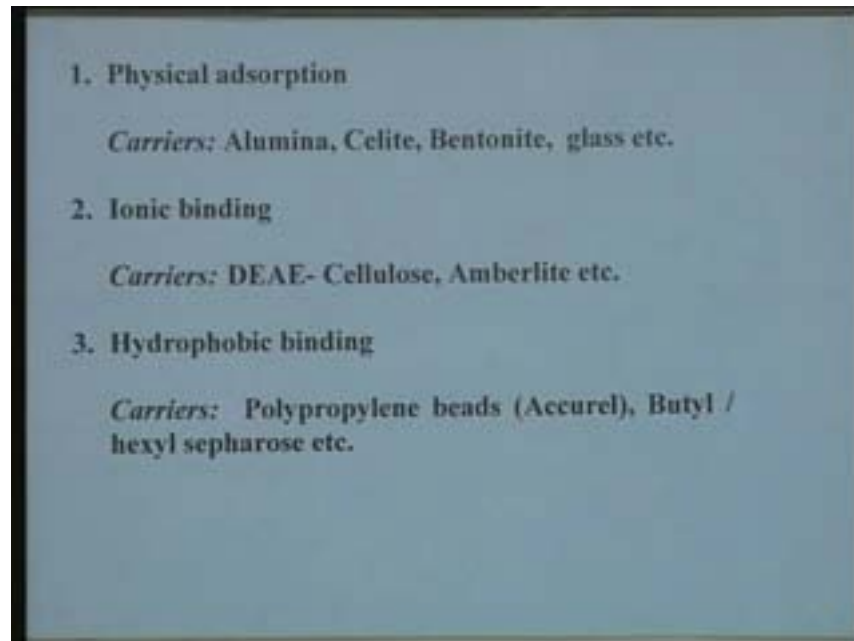 1. Physical adsorption
Carriers: Alumina, Celite, Bentonite, glass etc.
2. Ionic binding
Carriers: DEAE- Cellulose, Amberlite etc.
3. Hydrophobic binding
Carriers: Polypropylene beads (Accurel), Butyl /
hexyl sepharose etc.